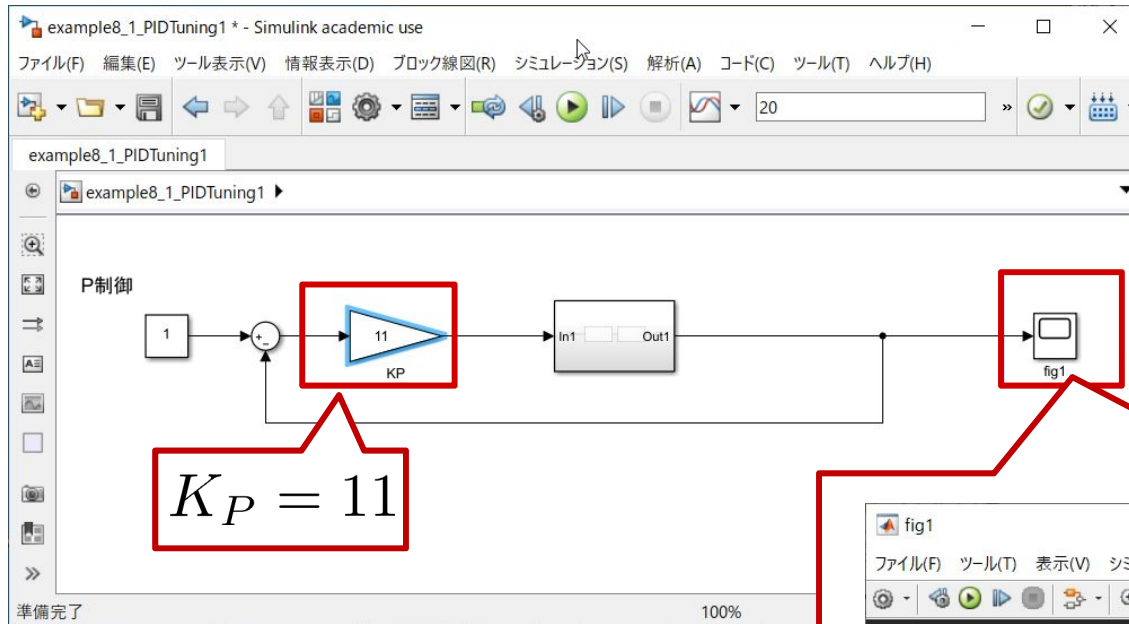 example8_1_PIDTuning1 * - Simulink academic use
ファイル(F) 編集(E) ツール表示(V) 情報表示(D) ブロック線図(R) シミュレーション(S) 解析(A) コード(C) ツール(T) ヘルプ(H)
20 »
example8_1_PIDTuning1
example8_1_PIDTuning1
P制御
1
+
-
11
KP
In1 Out1
fig1
K_P = 11
fig1
ファイル(F) ツール(T) 表示(V)
準備完了 100%